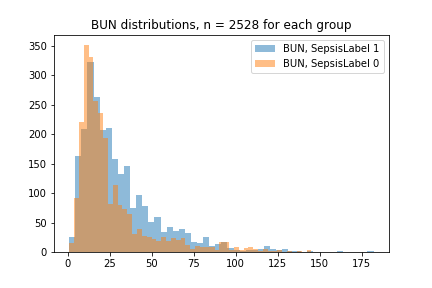 BUN distributions, n = 2528 for each group
BUN, SepsisLabel 1
BUN, SepsisLabel 0
350
300
250
200
150
100
50
0
0 25 50 75 100 125 150 175